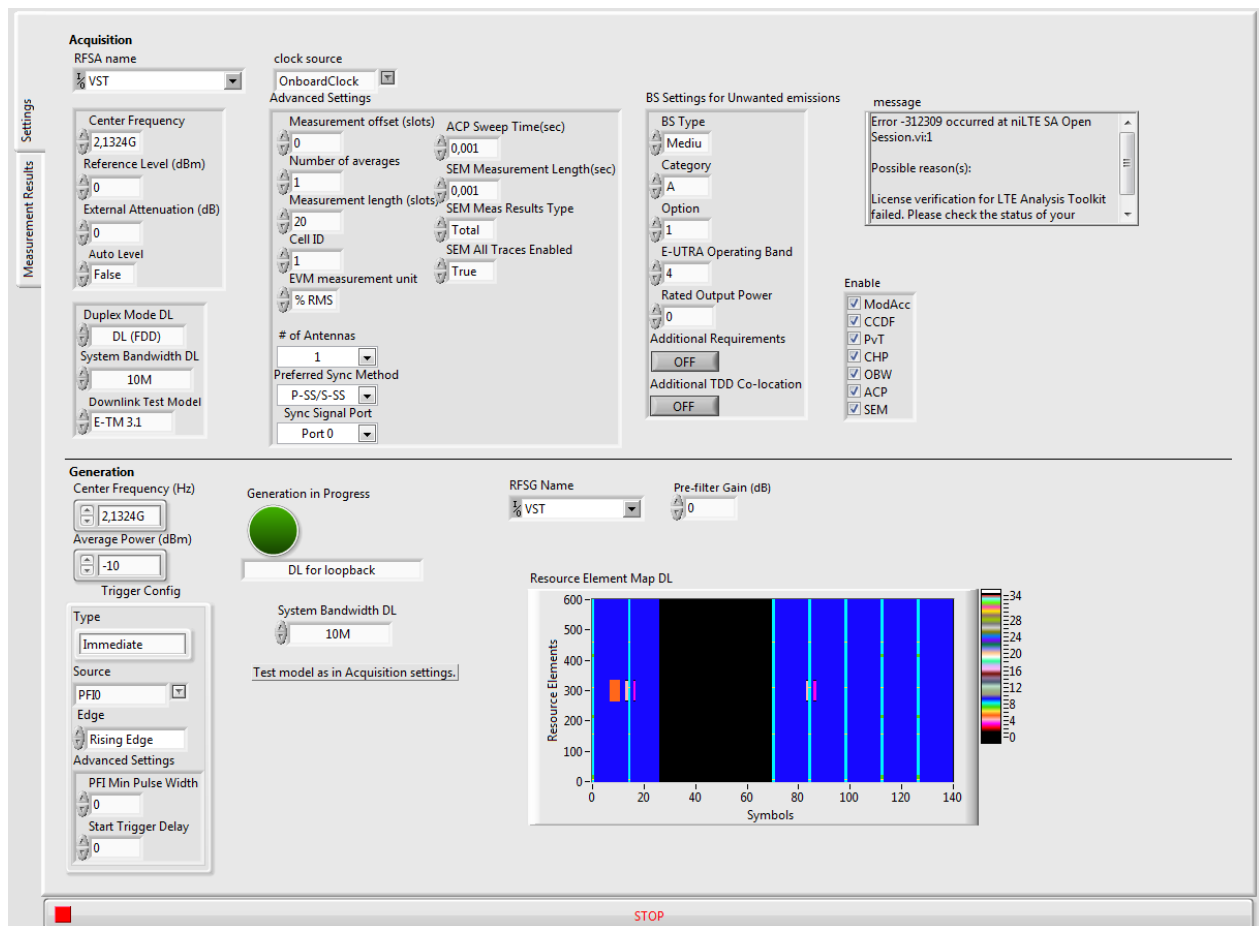 Settings
Measurement Results
Acquisition
RFSA name
VST
clock source
OnboardClock
Center Frequency
2,1324G
Reference Level (dBm)
0
External Attenuation (dB)
0
Auto Level
False
Duplex Mode DL
DL (FDD)
System Bandwidth DL
10M
Downlink Test Model
E-TM 3.1
Advanced Settings
Measurement offset (slots)
0
Number of averages
1
Measurement length (slots)
20
Cell ID
1
EVM measurement unit
% RMS
# of Antennas
1
Preferred Sync Method
P-SS/S-SS
Sync Signal Port
Port 0
ACP Sweep Time(sec)
0,001
SEM Measurement Length(sec)
0,001
SEM Meas Results Type
Total
SEM All Traces Enabled
True
BS Settings for Unwanted emissions
BS Type
Mediu
Category
A
Option
1
E-UTRA Operating Band
4
Rated Output Power
0
Additional Requirements
OFF
Additional TDD Co-location
OFF
message
Error -312309 occurred at niLTE SA Open
Session.vi:1
Possible reason(s):
License verification for LTE Analysis Toolkit
failed. Please check the status of your
Enable
ModAcc
CCDF
PvT
CHP
OBW
ACP
SEM
Generation
Center Frequency (Hz)
2,1324G
Average Power (dBm)
-10
Trigger Config
Type
Immediate
Source
PFI0
Edge
Rising Edge
Advanced Settings
PFI Min Pulse Width
0
Start Trigger Delay
0
Generation in Progress
DL for loopback
System Bandwidth DL
10M
Test model as in Acquisition settings.
RFSG Name
VST
Pre-filter Gain (dB)
0
Resource Element Map DL
Resource Elements
600
500
400
300
200
100
0
0 20 40 60 80 100 120 140
Symbols
34
28
24
20
16
12
8
4
0
STOP